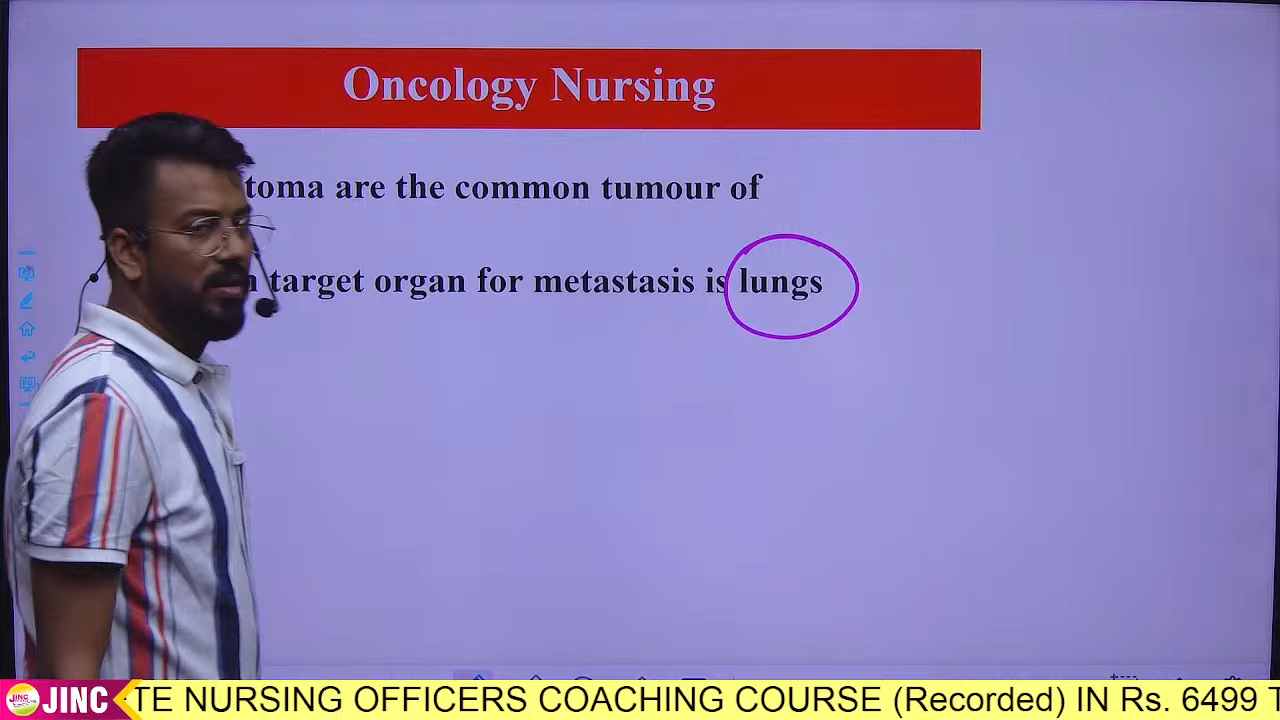 Oncology Nursing
toma are the common tumour of
target organ for metastasis is lungs
JINC
TE NURSING OFFICERS COACHING COURSE (Recorded) IN Rs. 6499 T